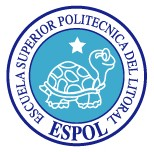 ESCUELA SUPERIOR POLITECNICA DEL LITORAL
ESPOL